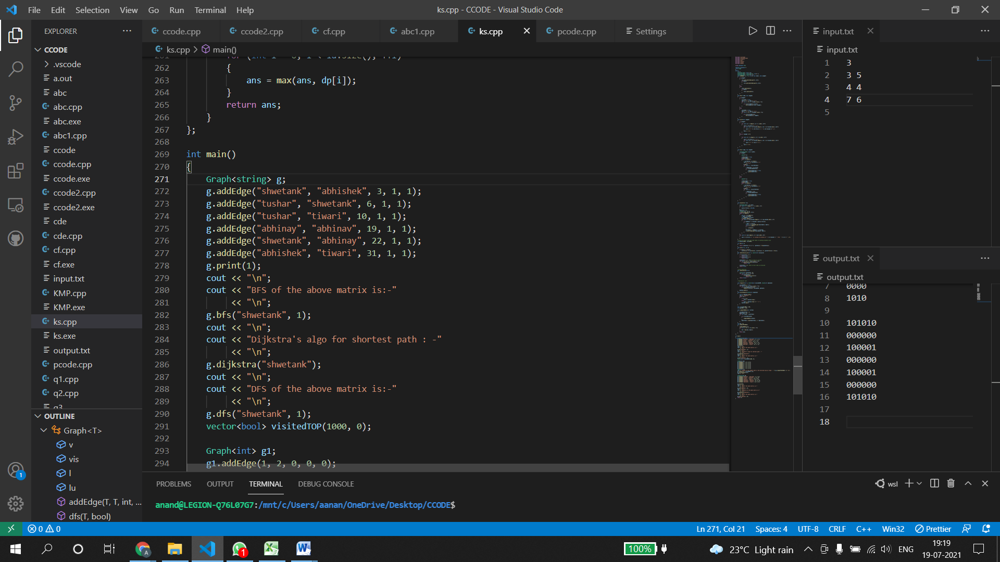 File Edit Selection View Go Run Terminal Help
ks.cpp - CCODE - Visual Studio Code
EXPLORER
CCODE
.vscode
a.out
abc
abc.cpp
abc.exe
abc1.cpp
ccode
ccode.cpp
ccode.exe
ccode2.cpp
ccode2.exe
cde
cde.cpp
cf.cpp
cf.exe
input.txt
KMP.cpp
KMP.exe
ks.cpp
ks.exe
output.txt
pcode.cpp
q1.cpp
q2.cpp
q3
OUTLINE
Graph<T>
v
vis
l
lu
addEdge(T, T, int, ...
dfs(T, bool)
ccode.cpp ccode2.cpp cf.cpp abc1.cpp ks.cpp pcode.cpp Settings
ks.cpp > main()
262 {
263 ans = max(ans, dp[i]);
264 }
265 return ans;
266 }
267 };
268
269 int main()
270 {
271 Graph<string> g;
272 g.addEdge("shwetank", "abhishek", 3, 1, 1);
273 g.addEdge("tushar", "shwetank", 6, 1, 1);
274 g.addEdge("tushar", "tiwari", 10, 1, 1);
275 g.addEdge("abhinay", "abhinav", 19, 1, 1);
276 g.addEdge("shwetank", "abhinay", 22, 1, 1);
277 g.addEdge("abhishek", "tiwari", 31, 1, 1);
278 g.print(1);
279 cout << "\n";
280 cout << "BFS of the above matrix is:-"
281 << "\n";
282 g.bfs("shwetank", 1);
283 cout << "\n";
284 cout << "Dijkstra's algo for shortest path : -"
285 << "\n";
286 g.dijkstra("shwetank");
287 cout << "\n";
288 cout << "DFS of the above matrix is:-"
289 << "\n";
290 g.dfs("shwetank", 1);
291 vector<bool> visitedTOP(1000, 0);
292
293 Graph<int> g1;
294 g1.addEdge(1, 2, 0, 0, 0);
input.txt
input.txt
1 3
2 3 5
3 4 4
4 7 6
5
output.txt
output.txt
7 0000
8 1010
9
10 101010
11 000000
12 100001
13 000000
14 100001
15 000000
16 101010
17
18
PROBLEMS OUTPUT TERMINAL DEBUG CONSOLE
wsl
anand@LEGION-Q76L07G7:/mnt/c/Users/aanan/OneDrive/Desktop/CCODE$
1
0 0
Ln 271, Col 21 Spaces: 4 UTF-8 CRLF C++ Win32 Prettier
A
1
100%
23°C Light rain
ENG
19:19
19-07-2021